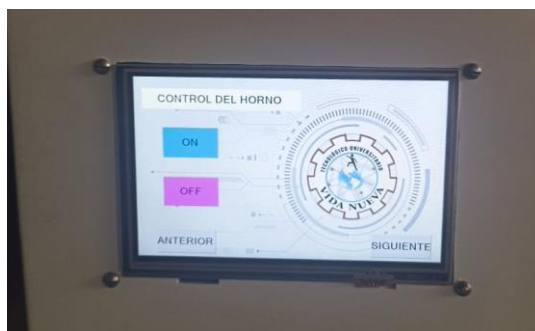 CONTROL DEL HORNO
ON
OFF
TECNOLÓGICO UNIVERSITARIO
VIDA NUEVA
ANTERIOR
SIGUIENTE